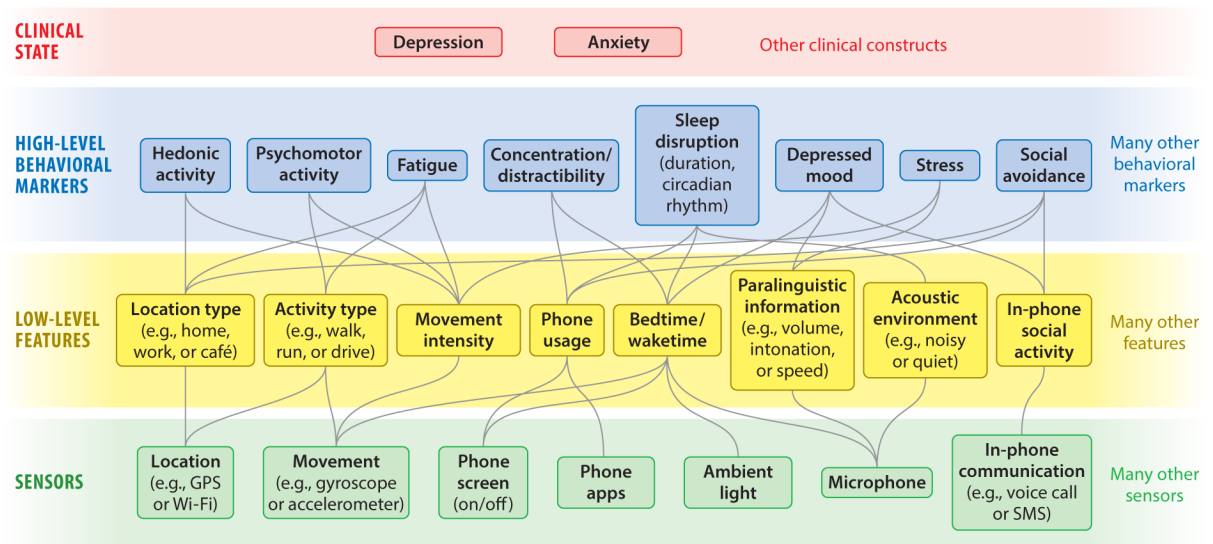 CLINICAL
STATE
Depression
Anxiety
Other clinical constructs
HIGH-LEVEL
BEHAVIORAL
MARKERS
Hedonic
activity
Psychomotor
activity
Fatigue
Concentration/
distractibility
Sleep
disruption
(duration,
circadian
rhythm)
Depressed
mood
Stress
Social
avoidance
Many other
behavioral
markers
LOW-LEVEL
FEATURES
Location type
(e.g., home,
work, or café)
Activity type
(e.g., walk,
run, or drive)
Movement
intensity
Phone
usage
Bedtime/
waketime
Paralinguistic
information
(e.g., volume,
intonation,
or speed)
Acoustic
environment
(e.g., noisy
or quiet)
In-phone
social
activity
Many other
features
SENSORS
Location
(e.g., GPS
or Wi-Fi)
Movement
(e.g., gyroscope
or accelerometer)
Phone
screen
(on/off)
Phone
apps
Ambient
light
Microphone
In-phone
communication
(e.g., voice call
or SMS)
Many other
sensors